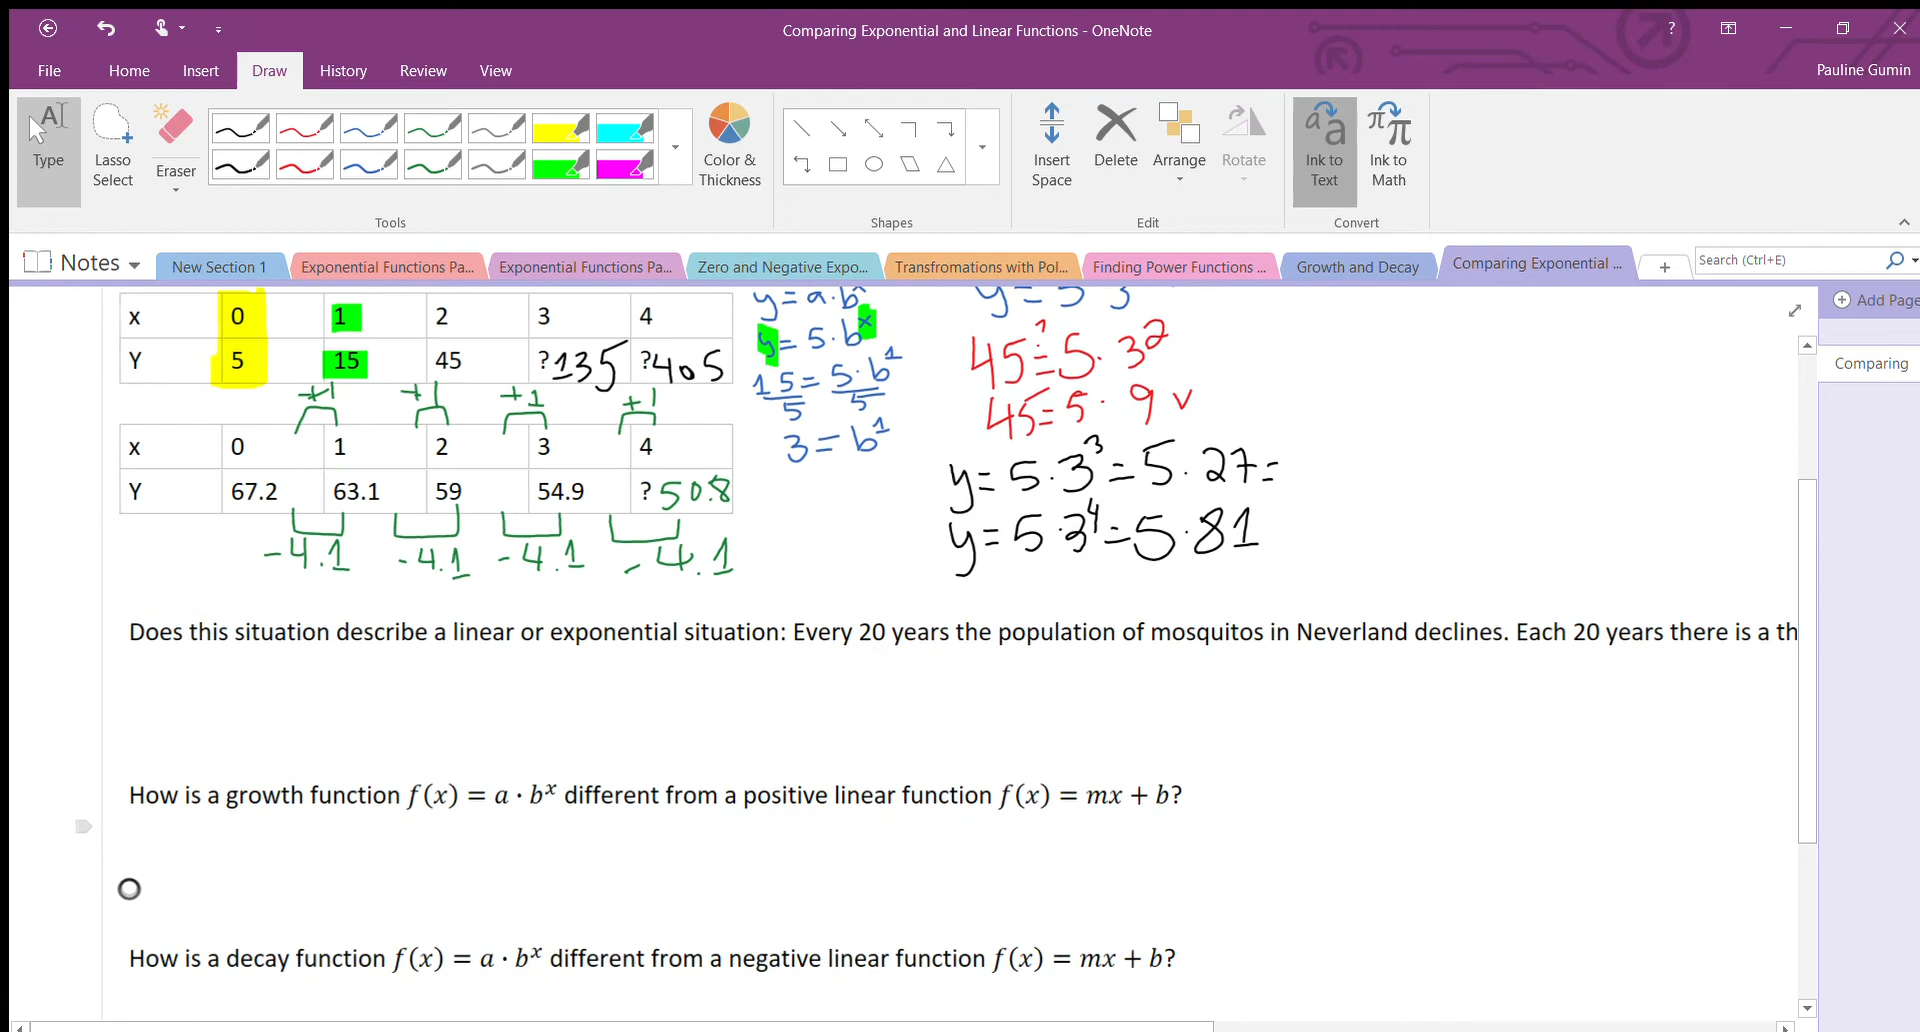 Comparing Exponential and Linear Functions - OneNote
?
File Home Insert Draw History Review View
Pauline Gumin
Type
Lasso Select
Eraser
Color & Thickness
Insert Space
Delete
Arrange
Rotate
Ink to Text
Ink to Math
Tools Shapes Edit Convert
Notes
New Section 1
Exponential Functions Pa...
Exponential Functions Pa...
Zero and Negative Expo...
Transfromations with Pol...
Finding Power Functions ...
Growth and Decay
Comparing Exponential ...
+
Search (Ctrl+E)
Add Page
Comparing
x 0 1 2 3 4
Y 5 15 45 ?135 ?405
+1 +1 +1 +1
x 0 1 2 3 4
Y 67.2 63.1 59 54.9 ? 50.8
-4.1 -4.1 -4.1 -4.1
y = a·b^x
y = 5·b^x
15 = 5·b^1
5 5
3 = b^1
y = 5 · 3
45 ?= 5 · 3^2
45 = 5 · 9 v
y = 5·3^3 = 5·27 =
y = 5·3^4 = 5·81
Does this situation describe a linear or exponential situation: Every 20 years the population of mosquitos in Neverland declines. Each 20 years there is a th
How is a growth function f(x) = a · b^x different from a positive linear function f(x) = mx + b?
How is a decay function f(x) = a · b^x different from a negative linear function f(x) = mx + b?